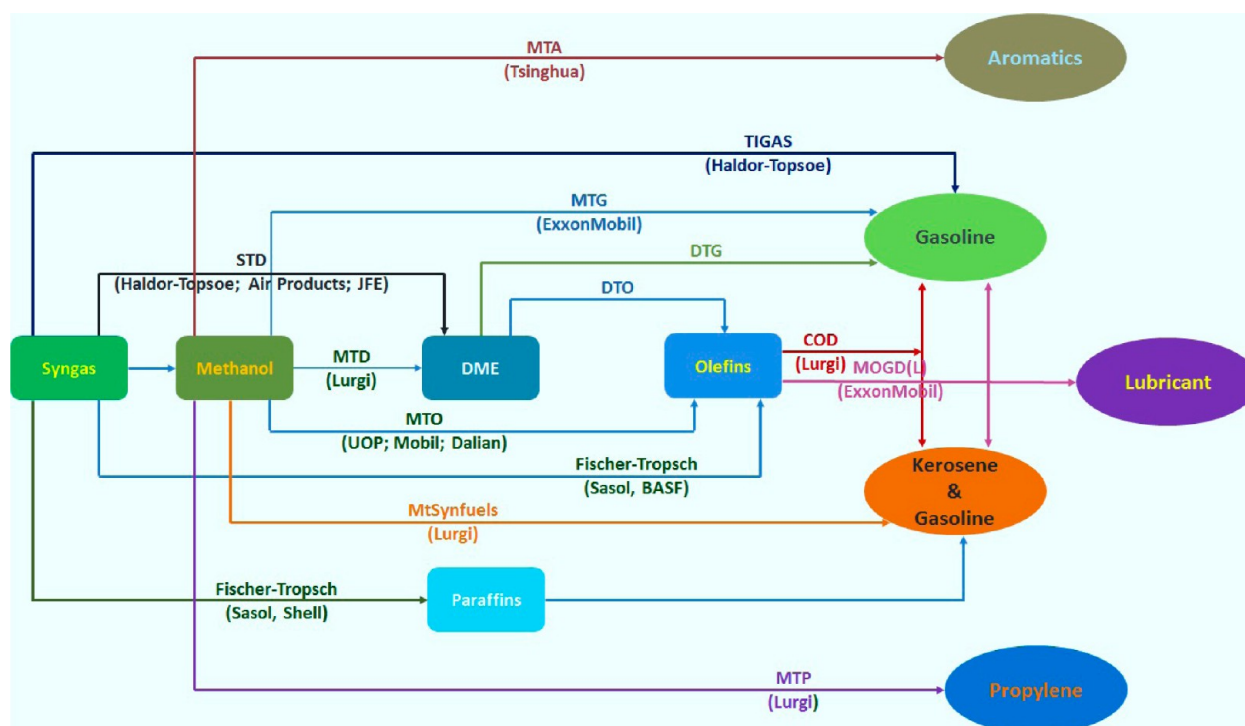 MTA
(Tsinghua)
Aromatics
TIGAS
(Haldor-Topsoe)
MTG
(ExxonMobil)
Gasoline
STD
(Haldor-Topsoe; Air Products; JFE)
DTG
DTO
Syngas
Methanol
MTD
(Lurgi)
DME
Olefins
COD
(Lurgi)
MOGD(L)
(ExxonMobil)
Lubricant
MTO
(UOP; Mobil; Dalian)
Fischer-Tropsch
(Sasol, BASF)
Kerosene
&
Gasoline
MtSynfuels
(Lurgi)
Fischer-Tropsch
(Sasol, Shell)
Paraffins
MTP
(Lurgi)
Propylene